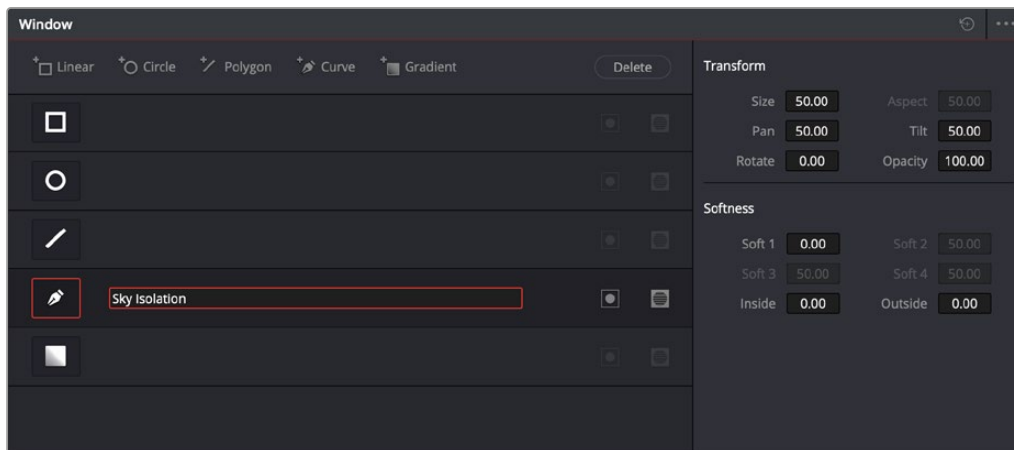 Window
Linear Circle Polygon Curve Gradient Delete
Sky Isolation
Transform
Size 50.00 Aspect 50.00
Pan 50.00 Tilt 50.00
Rotate 0.00 Opacity 100.00
Softness
Soft 1 0.00 Soft 2 50.00
Soft 3 50.00 Soft 4 50.00
Inside 0.00 Outside 0.00